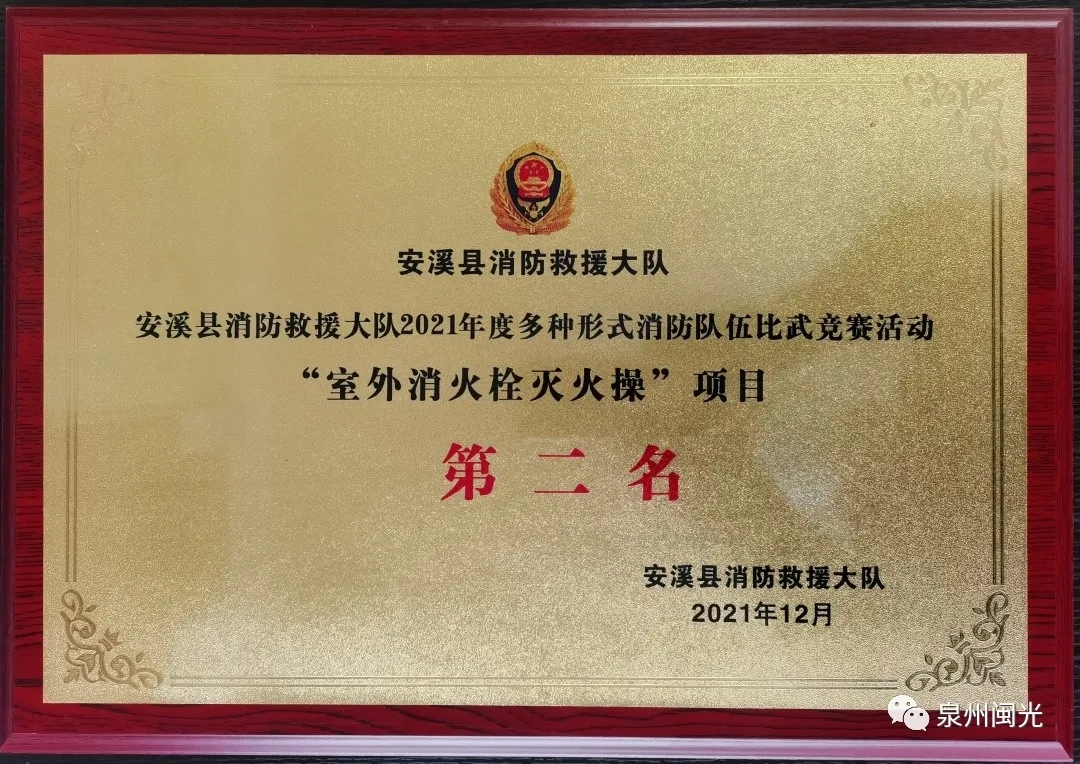 安溪县消防救援大队
安溪县消防救援大队2021年度多种形式消防队伍比武竞赛活动
“室外消火栓灭火操”项目
第二名
安溪县消防救援大队
2021年12月
泉州闽光